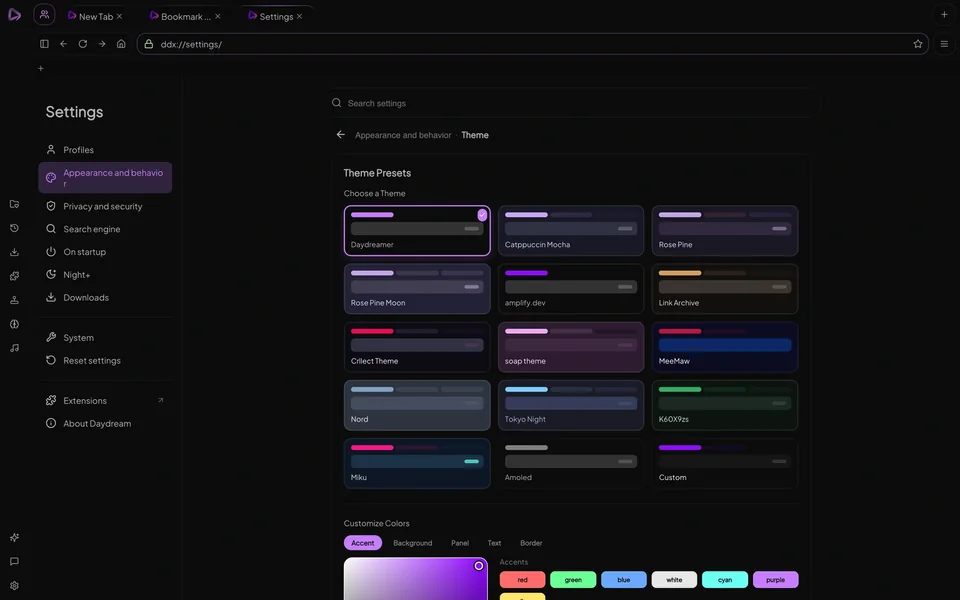 New Tab
Bookmark ...
Settings
ddx://settings/
Settings
Search settings
Appearance and behavior · Theme
Profiles
Appearance and behavio
r
Privacy and security
Search engine
On startup
Night+
Downloads
System
Reset settings
Extensions
About Daydream
Theme Presets
Choose a Theme
Daydreamer
Catppuccin Mocha
Rose Pine
Rose Pine Moon
amplify.dev
Link Archive
Crllect Theme
soap theme
MeeMaw
Nord
Tokyo Night
K60X9zs
Miku
Amoled
Custom
Customize Colors
Accent
Background
Panel
Text
Border
Accents
red
green
blue
white
cyan
purple